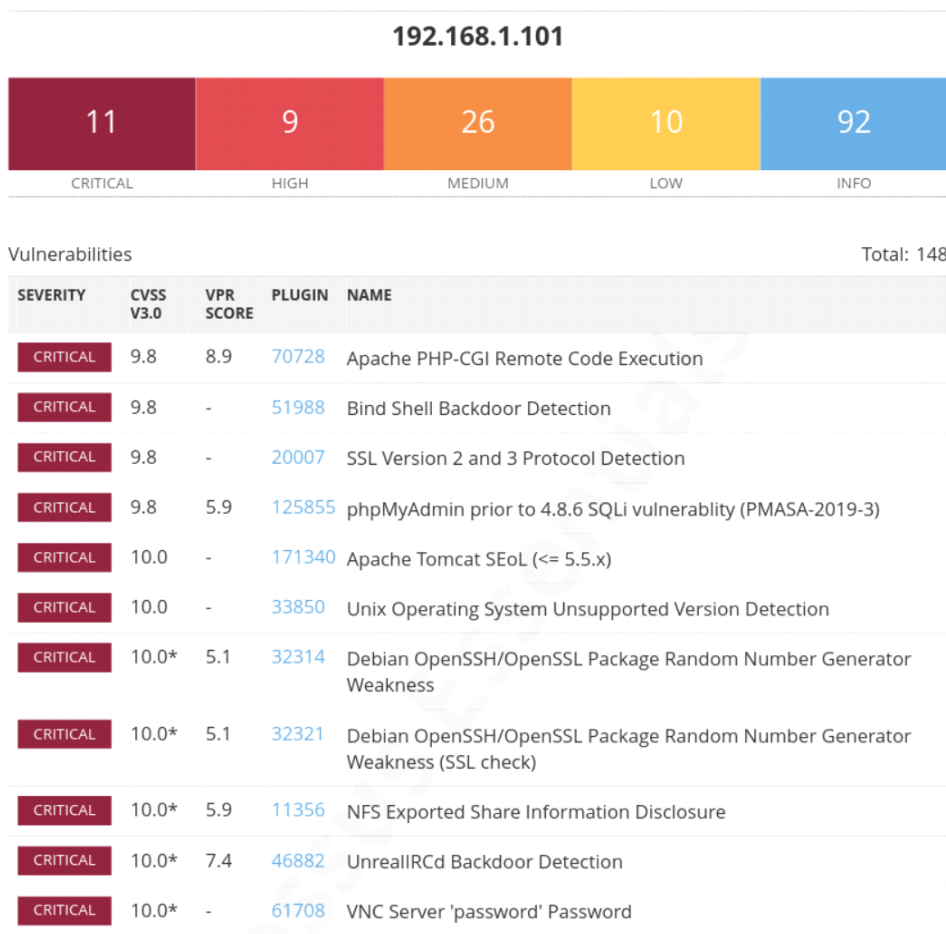 192.168.1.101
11 9 26 10 92
CRITICAL HIGH MEDIUM LOW INFO
Vulnerabilities Total: 148
SEVERITY CVSS V3.0 VPR SCORE PLUGIN NAME
CRITICAL 9.8 8.9 70728 Apache PHP-CGI Remote Code Execution
CRITICAL 9.8 - 51988 Bind Shell Backdoor Detection
CRITICAL 9.8 - 20007 SSL Version 2 and 3 Protocol Detection
CRITICAL 9.8 5.9 125855 phpMyAdmin prior to 4.8.6 SQLi vulnerablity (PMASA-2019-3)
CRITICAL 10.0 - 171340 Apache Tomcat SEoL (<= 5.5.x)
CRITICAL 10.0 - 33850 Unix Operating System Unsupported Version Detection
CRITICAL 10.0* 5.1 32314 Debian OpenSSH/OpenSSL Package Random Number Generator
Weakness
CRITICAL 10.0* 5.1 32321 Debian OpenSSH/OpenSSL Package Random Number Generator
Weakness (SSL check)
CRITICAL 10.0* 5.9 11356 NFS Exported Share Information Disclosure
CRITICAL 10.0* 7.4 46882 UnrealIRCd Backdoor Detection
CRITICAL 10.0* - 61708 VNC Server 'password' Password